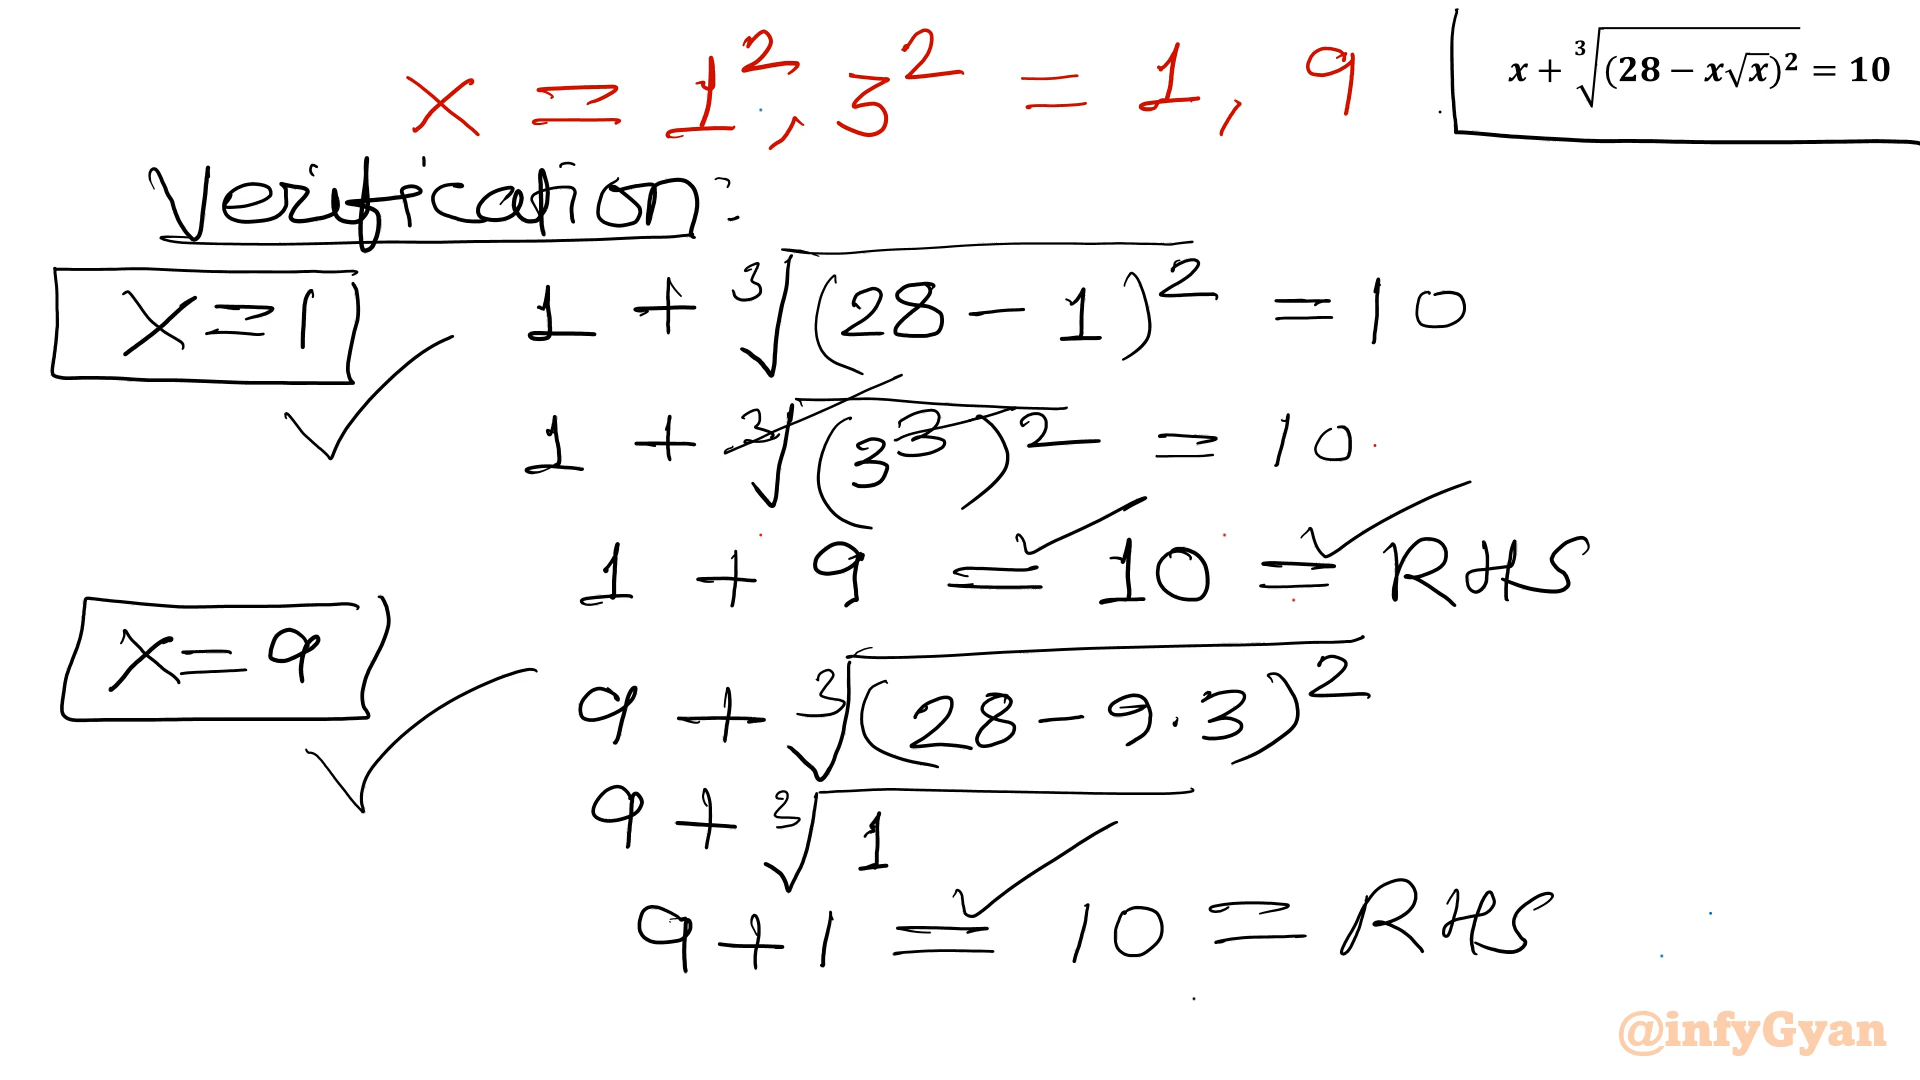 x = 1², 3² = 1, 9
x + ∛(28 − x√x)² = 10
Verification:
x = 1
1 + ∛(28 − 1)² = 10
1 + ∛(3³)² = 10
1 + 9 = 10 = RHS
x = 9
9 + ∛(28 − 9·3)²
9 + ∛1
9 + 1 = 10 = RHS
@infyGyan